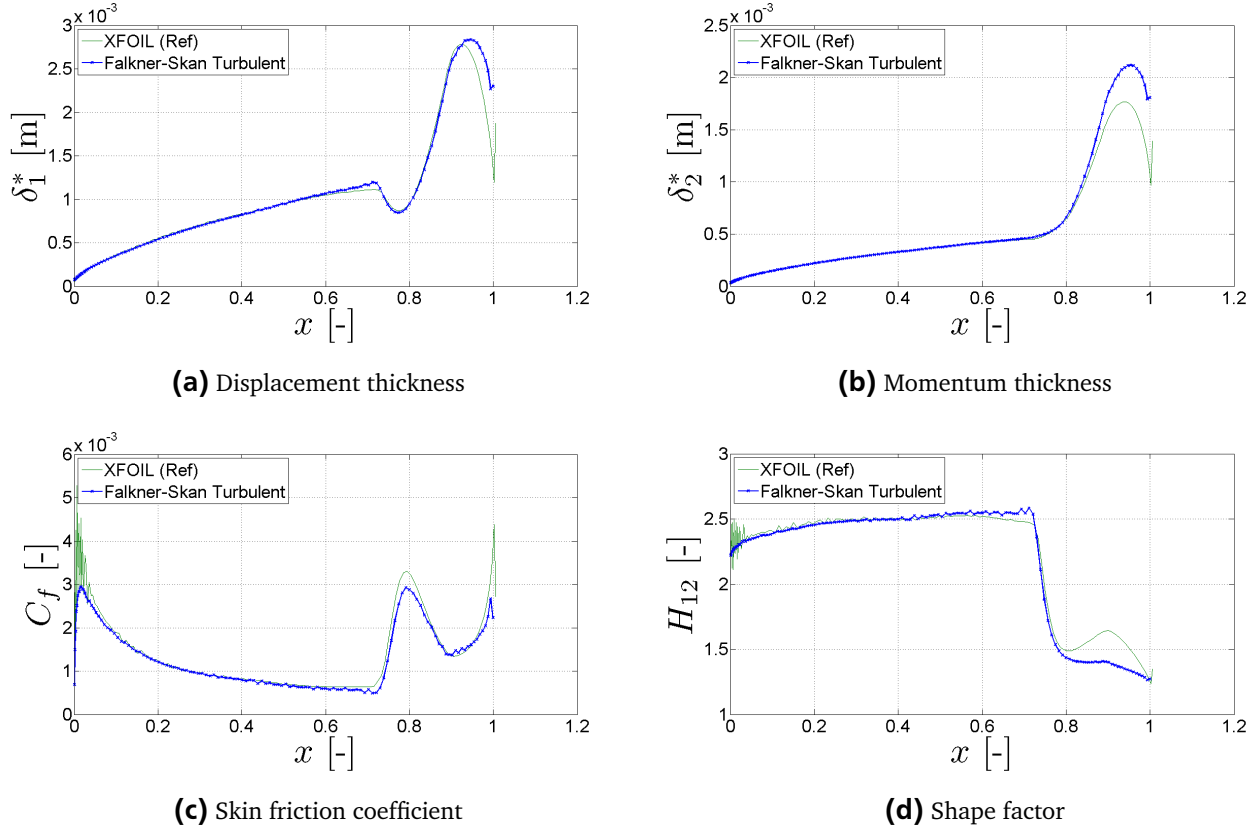 x 10⁻³
3
2.5
2
1.5
1
0.5
0
δ₁* [m]
XFOIL (Ref)
Falkner-Skan Turbulent
0 0.2 0.4 0.6 0.8 1 1.2
x [-]
(a) Displacement thickness
x 10⁻³
2.5
2
1.5
1
0.5
0
δ₂* [m]
XFOIL (Ref)
Falkner-Skan Turbulent
0 0.2 0.4 0.6 0.8 1 1.2
x [-]
(b) Momentum thickness
x 10⁻³
6
5
4
3
2
1
0
C_f [-]
XFOIL (Ref)
Falkner-Skan Turbulent
0 0.2 0.4 0.6 0.8 1 1.2
x [-]
(c) Skin friction coefficient
3
2.5
2
1.5
1
H₁₂ [-]
XFOIL (Ref)
Falkner-Skan Turbulent
0 0.2 0.4 0.6 0.8 1 1.2
x [-]
(d) Shape factor